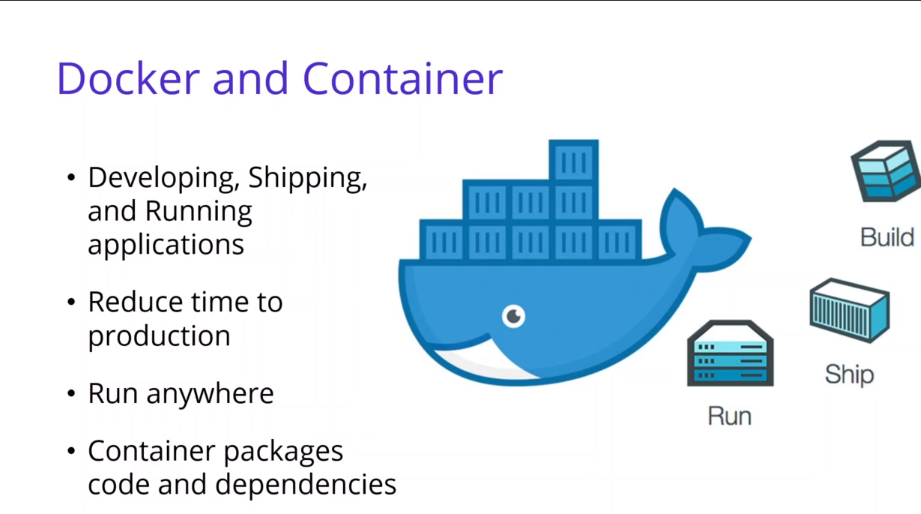 Docker and Container
• Developing, Shipping,
and Running
applications
• Reduce time to
production
• Run anywhere
• Container packages
code and dependencies
Build
Ship
Run